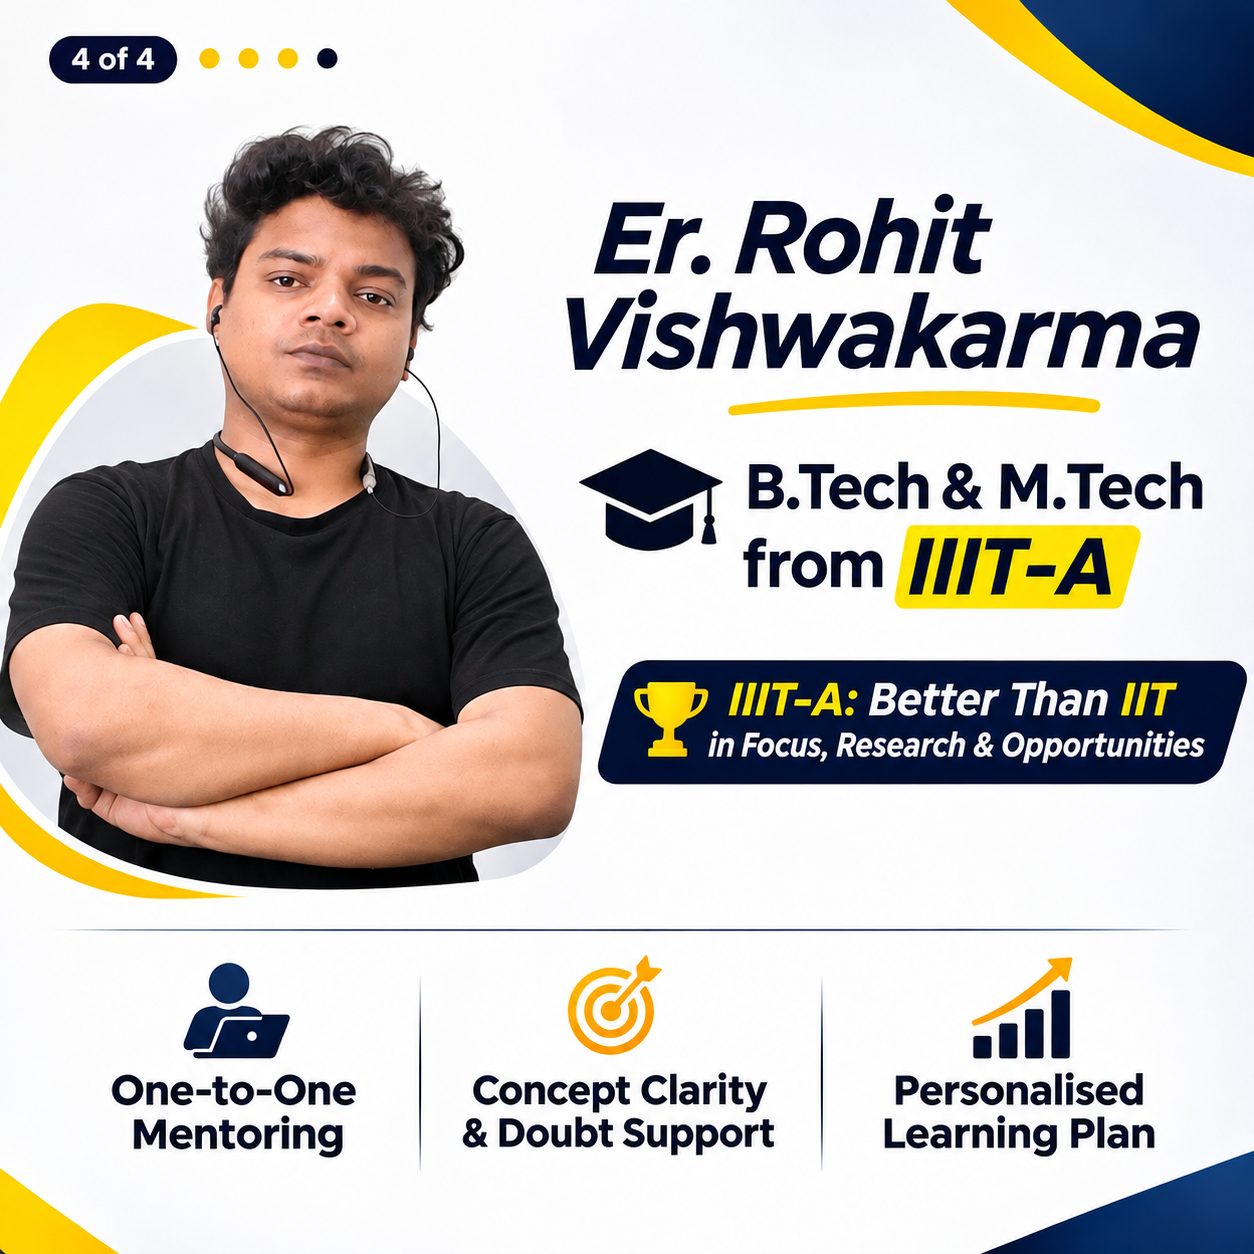 4 of 4
Er. Rohit
Vishwakarma
B.Tech & M.Tech
from IIIT-A
IIIT-A: Better Than IIT
in Focus, Research & Opportunities
One-to-One
Mentoring
Concept Clarity
& Doubt Support
Personalised
Learning Plan